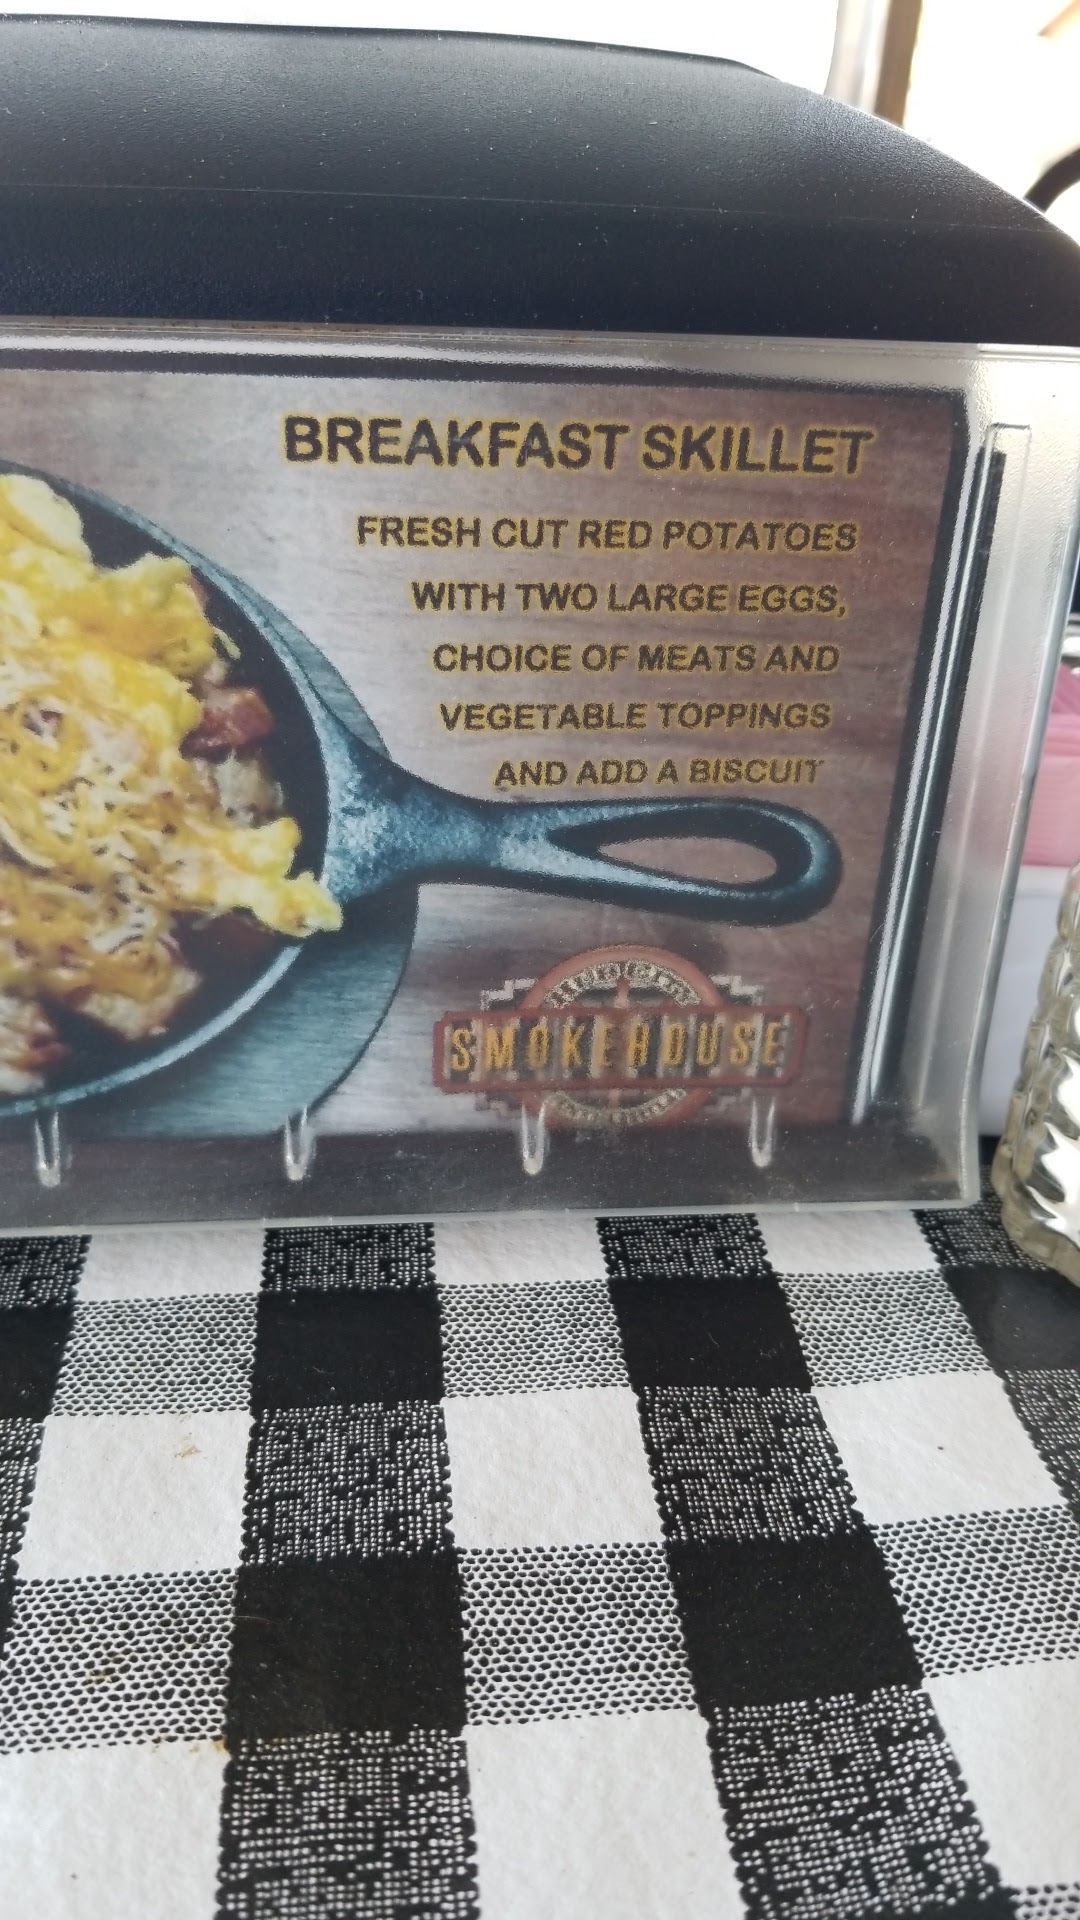 BREAKFAST SKILLET
FRESH CUT RED POTATOES
WITH TWO LARGE EGGS,
CHOICE OF MEATS AND
VEGETABLE TOPPINGS
AND ADD A BISCUIT
SMOKEHOUSE